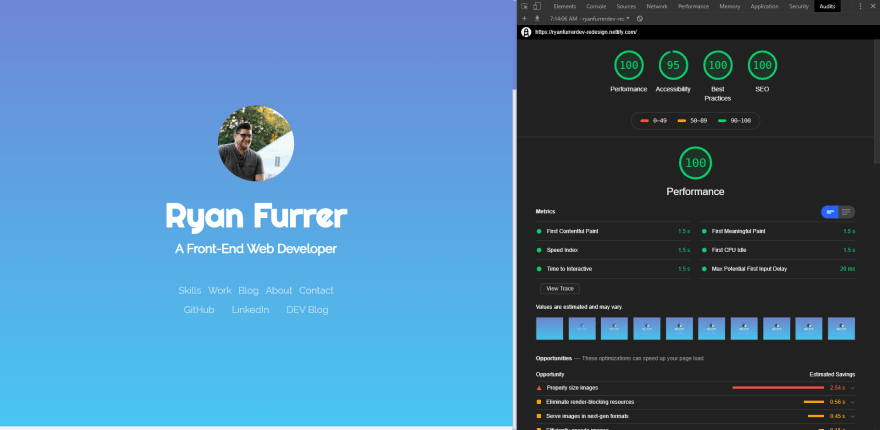 Ryan Furrer
A Front-End Web Developer
Skills Work Blog About Contact
GitHub LinkedIn DEV Blog
Elements Console Sources Network Performance Memory Application Security Audits
7:14:06 AM - ryanfurrerdev-rec
https://ryanfurrerdev-redesign.netlify.com/
100 95 100 100
Performance Accessibility Best Practices SEO
0-49 50-89 90-100
100
Performance
Metrics
First Contentful Paint 1.5 s First Meaningful Paint 1.5 s
Speed Index 1.5 s First CPU Idle 1.5 s
Time to Interactive 1.5 s Max Potential First Input Delay 20 ms
View Trace
Values are estimated and may vary.
Opportunities — These optimizations can speed up your page load.
Opportunity Estimated Savings
Properly size images 2.54 s
Eliminate render-blocking resources 0.56 s
Serve images in next-gen formats 0.45 s